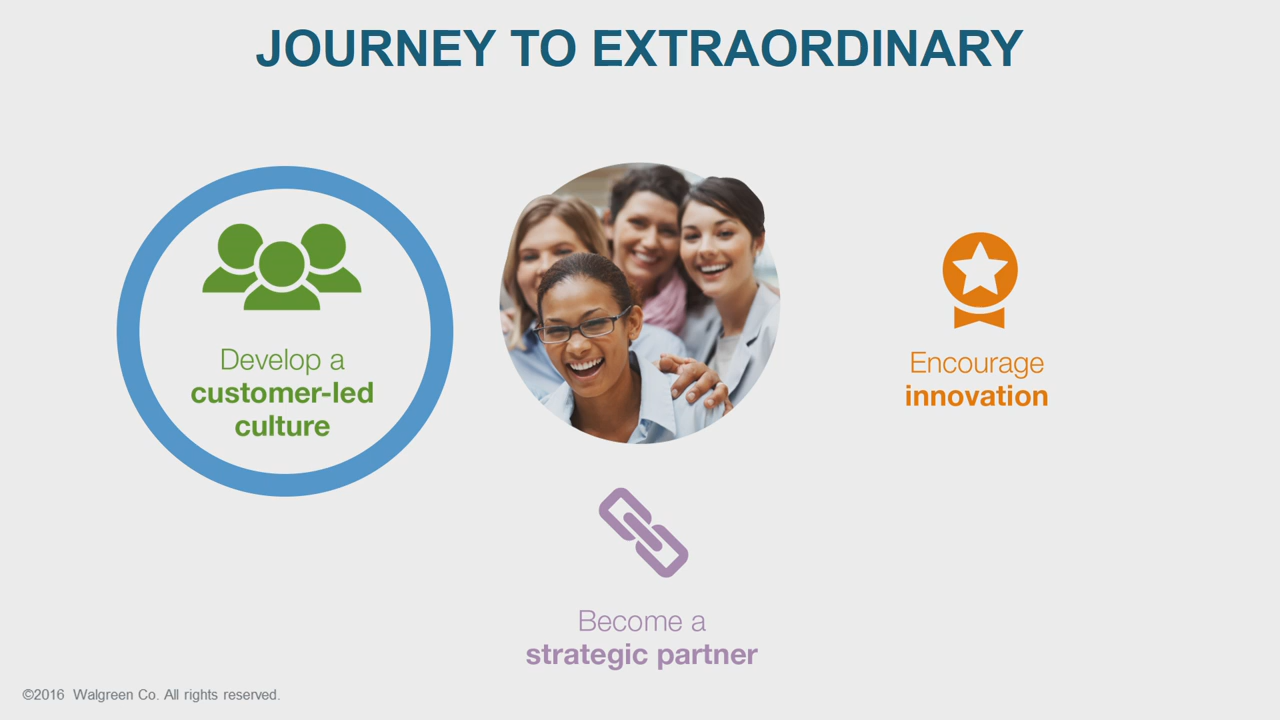 JOURNEY TO EXTRAORDINARY
Develop a
customer-led
culture
Encourage
innovation
Become a
strategic partner
©2016 Walgreen Co. All rights reserved.